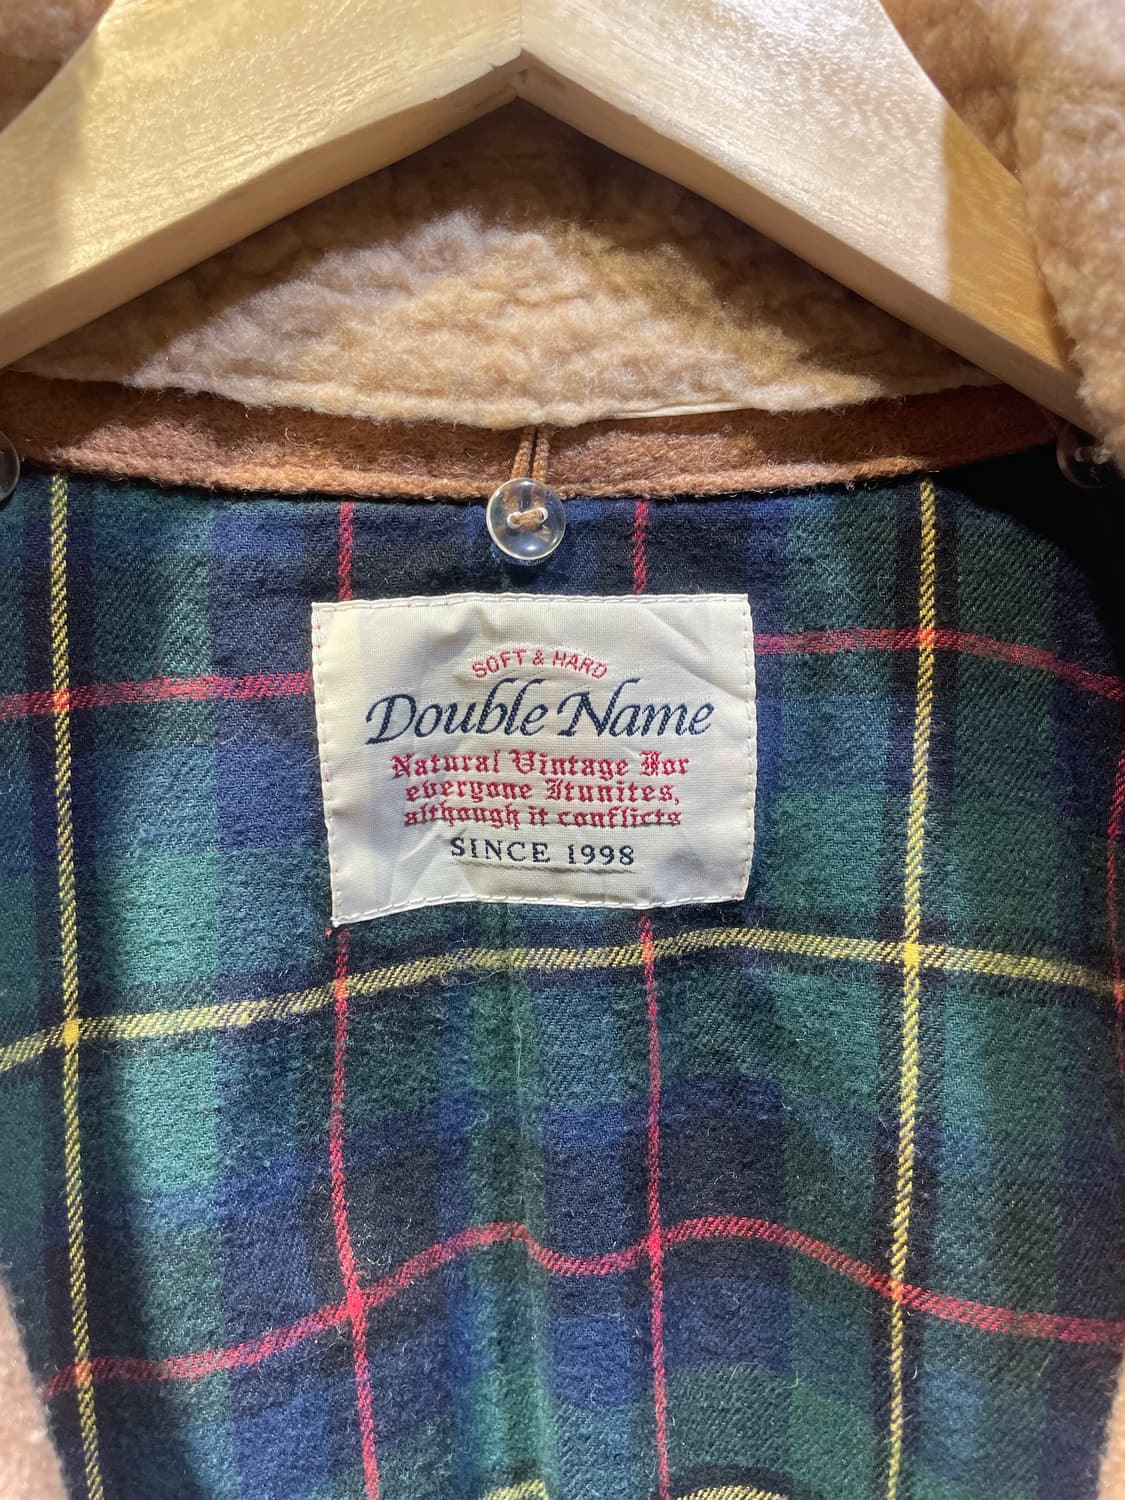 SOFT & HARD
Double Name
Natural Vintage For
everyone Itunites,
although it conflicts
SINCE 1998